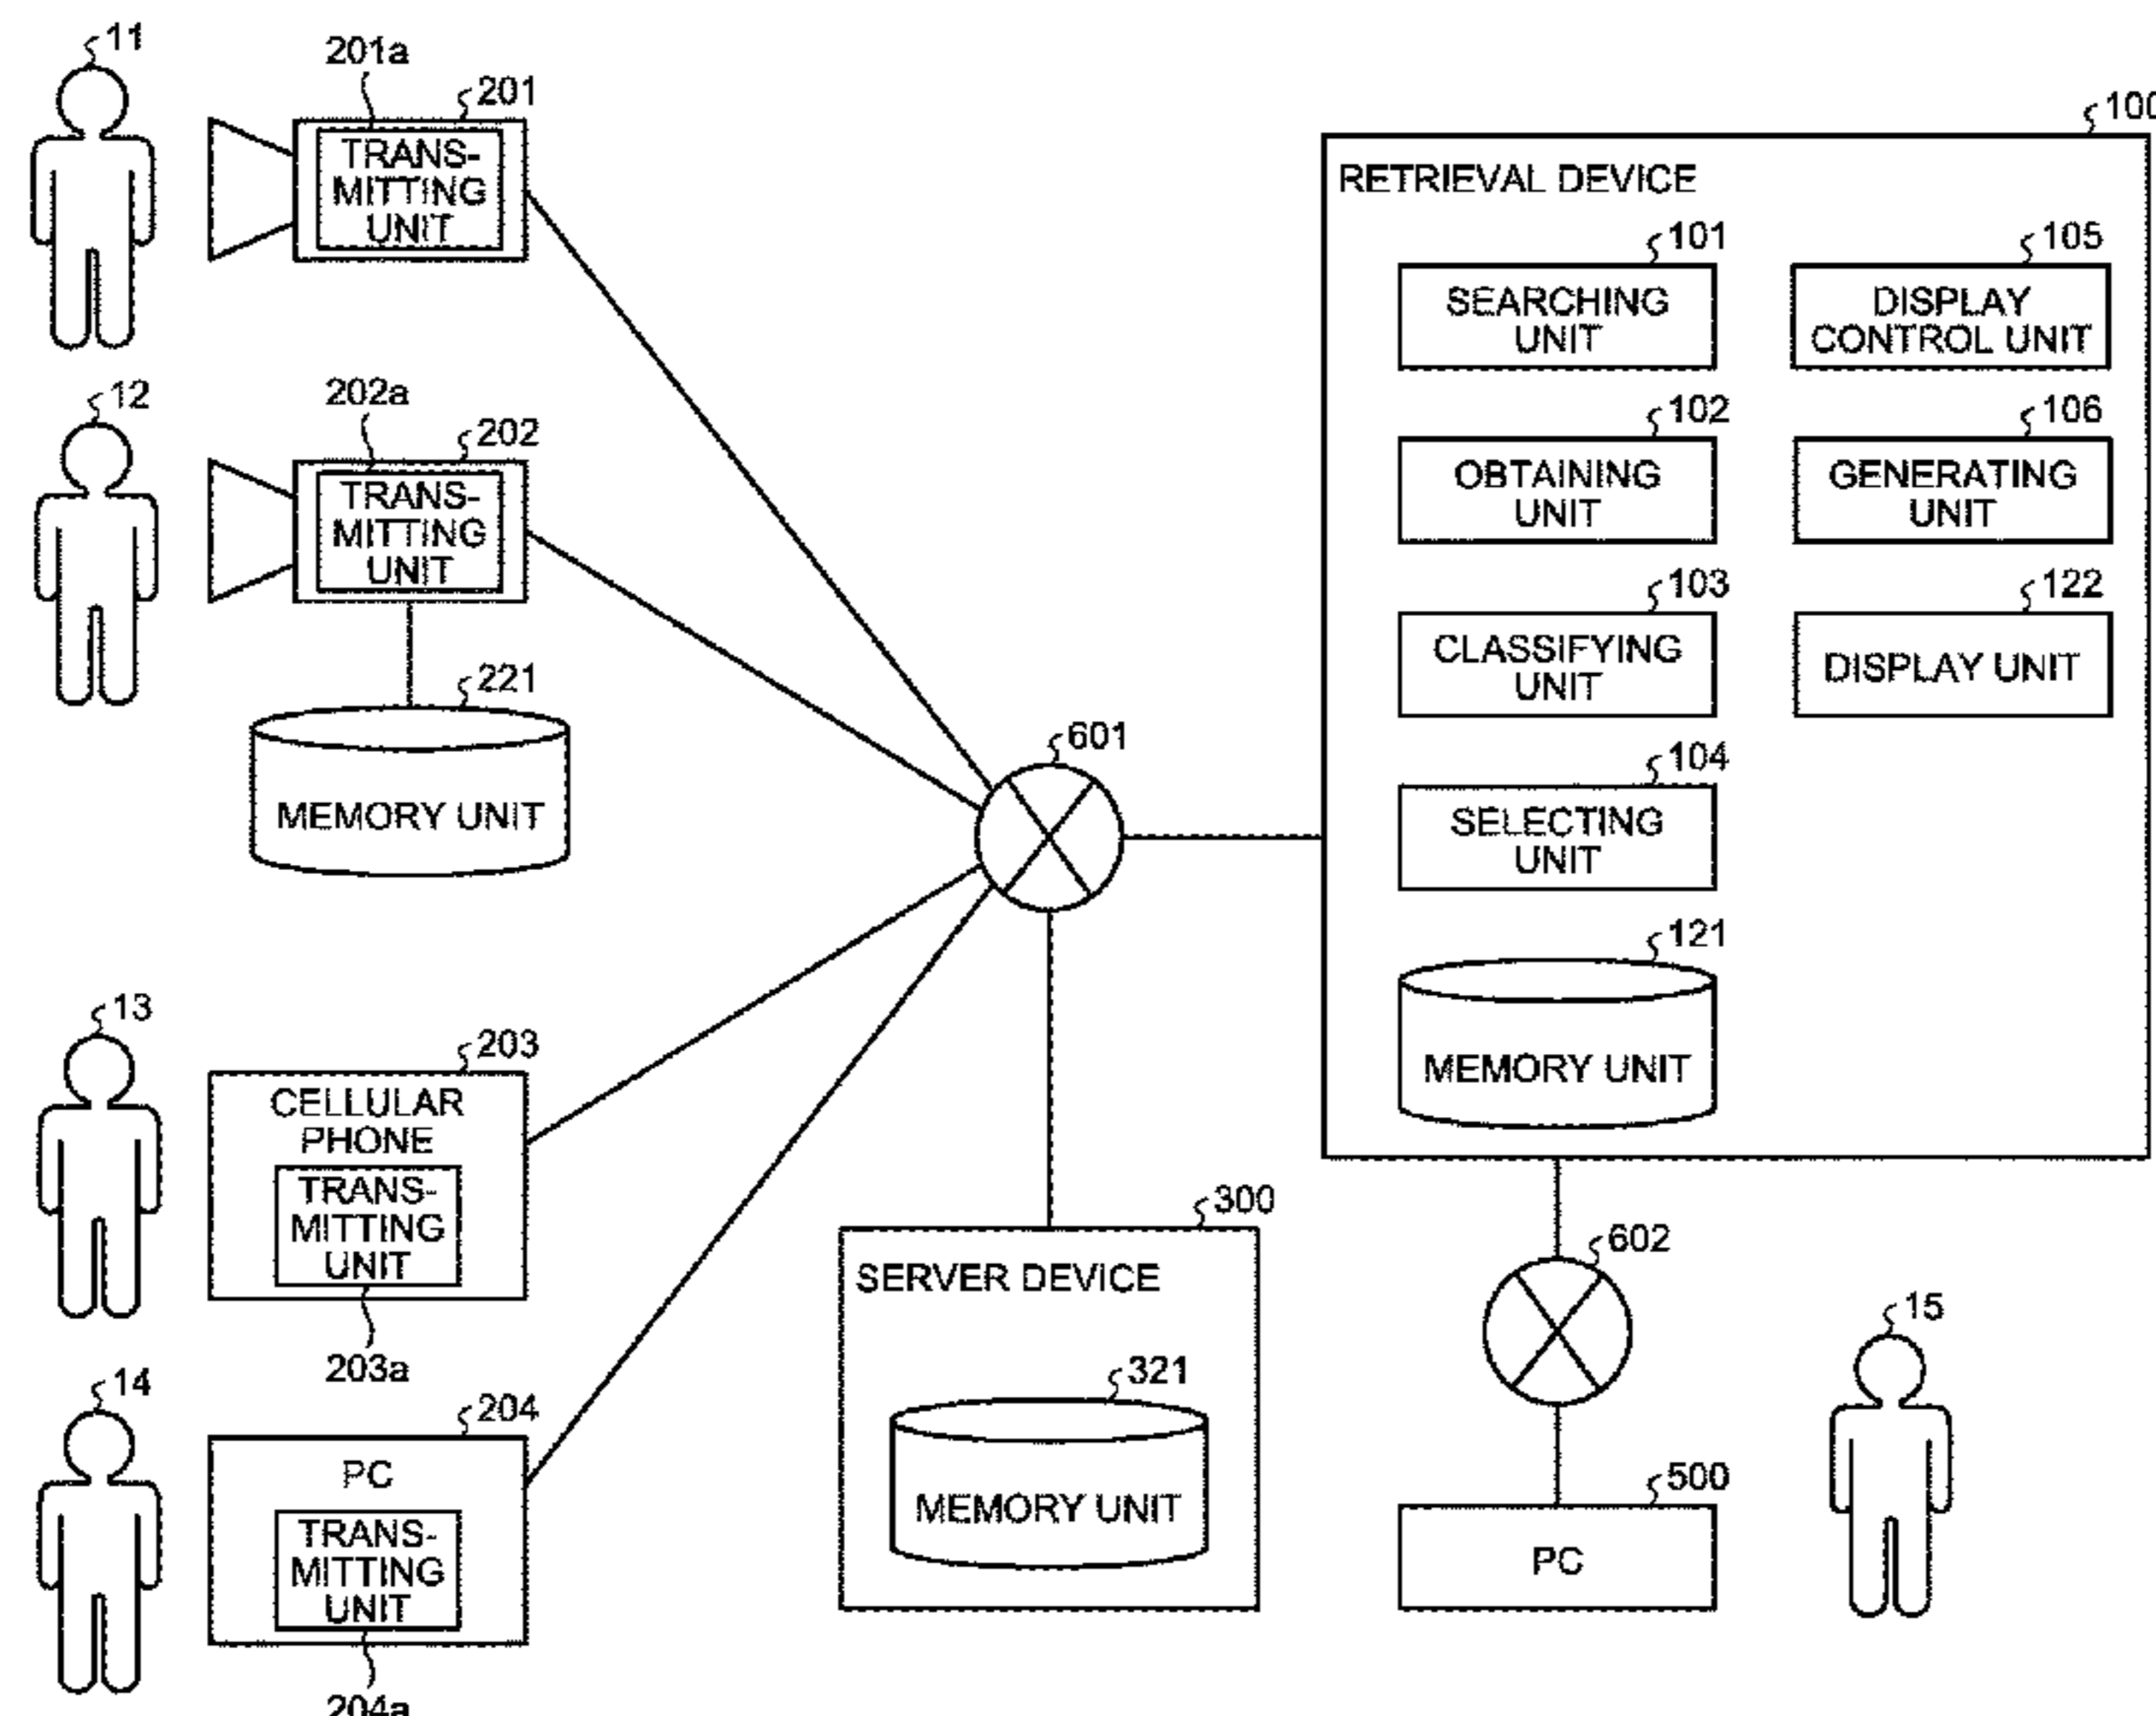 11
201a
201
TRANS-
MITTING
UNIT
12
202a
202
TRANS-
MITTING
UNIT
221
MEMORY UNIT
13
203
CELLULAR
PHONE
TRANS-
MITTING
UNIT
203a
14
204
PC
TRANS-
MITTING
UNIT
204a
601
300
SERVER DEVICE
321
MEMORY UNIT
100
RETRIEVAL DEVICE
101
SEARCHING
UNIT
105
DISPLAY
CONTROL UNIT
102
OBTAINING
UNIT
106
GENERATING
UNIT
103
CLASSIFYING
UNIT
122
DISPLAY UNIT
104
SELECTING
UNIT
121
MEMORY UNIT
602
15
500
PC